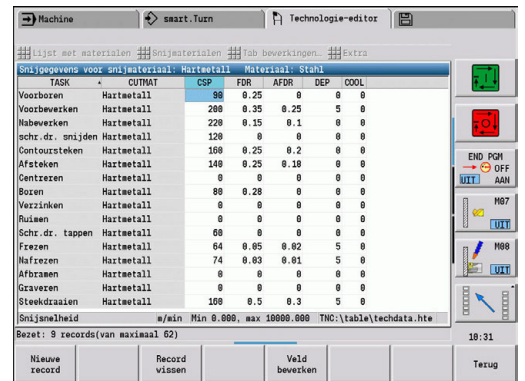 Machine smart.Turn Technologie-editor
Lijst met materialen Snijmaterialen Tab bewerkingen… Extra
Snijgegevens voor snijmateriaal: Hartmetall Materiaal: Stahl
TASK CUTMAT CSP FDR AFDR DEP COOL
Voorboren Hartmetall 90 0.25 0 0 0
Voorbewerken Hartmetall 200 0.35 0.25 5 0
Nabewerken Hartmetall 220 0.15 0.1 0 0
schr.dr. snijden Hartmetall 120 0 0 0 0
Contoursteken Hartmetall 160 0.25 0.2 0 0
Afsteken Hartmetall 140 0.25 0.18 0 0
Centreren Hartmetall 0 0 0 0 0
Boren Hartmetall 80 0.28 0 0 0
Verzinken Hartmetall 0 0 0 0 0
Ruimen Hartmetall 0 0 0 0 0
Schr.dr. tappen Hartmetall 60 0 0 0 0
Frezen Hartmetall 64 0.05 0.02 5 0
Nafrezen Hartmetall 74 0.03 0.01 5 0
Afbramen Hartmetall 0 0 0 0 0
Graveren Hartmetall 0 0 0 0 0
Steekdraaien Hartmetall 160 0.5 0.3 5 0
Snijsnelheid m/min Min 0.000, max 10000.000 TNC:\table\techdata.hte
Bezet: 9 records(van maximaal 62)
END PGM
OFF
UIT AAN
M07
UIT
M08
UIT
10:31
Nieuwe record
Record wissen
Veld bewerken
Terug